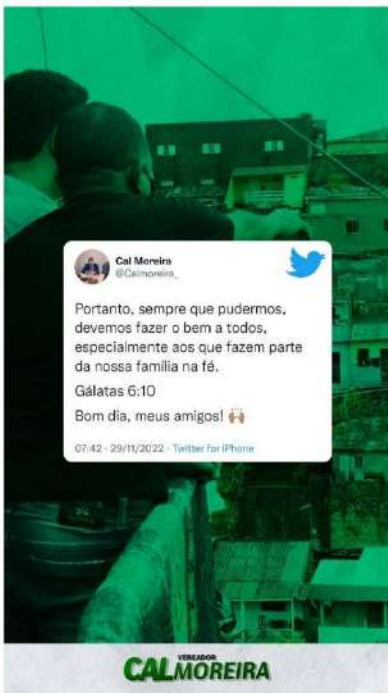 Cal Moreira
@Calmoreira_
Portanto, sempre que pudermos,
devemos fazer o bem a todos,
especialmente aos que fazem parte
da nossa família na fé.
Gálatas 6:10
Bom dia, meus amigos! 🙌🏽
07:42 - 29/11/2022 - Twitter for iPhone
VEREADOR
CALMOREIRA